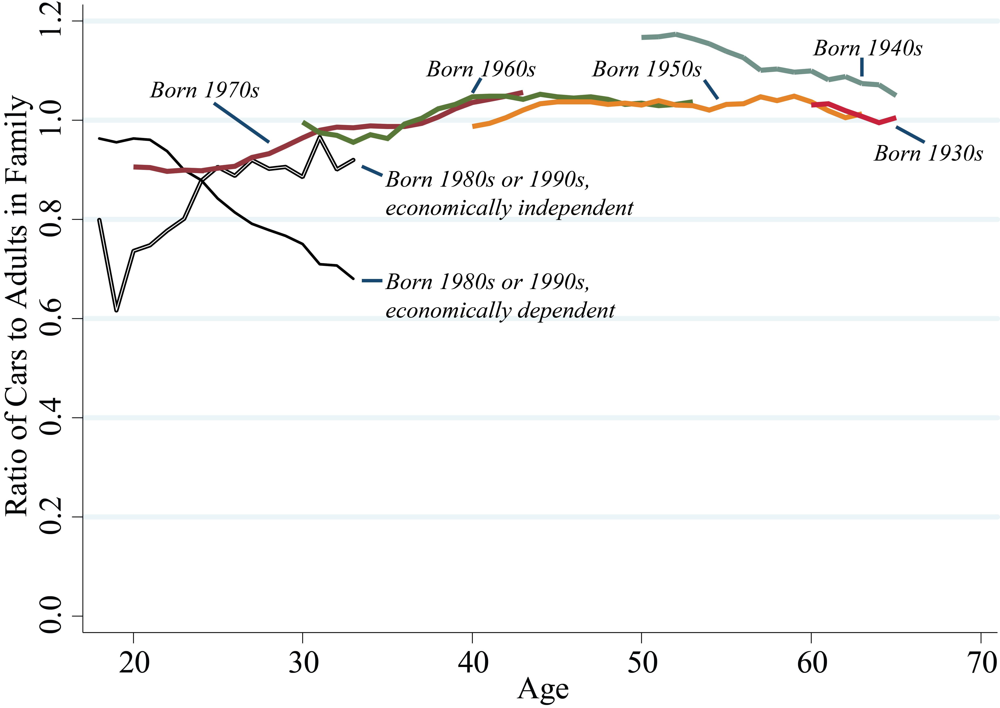 Ratio of Cars to Adults in Family
1.2
1.0
0.8
0.6
0.4
0.2
0.0
Born 1940s
Born 1960s
Born 1950s
Born 1970s
Born 1930s
Born 1980s or 1990s,
economically independent
Born 1980s or 1990s,
economically dependent
20
30
40
50
60
70
Age